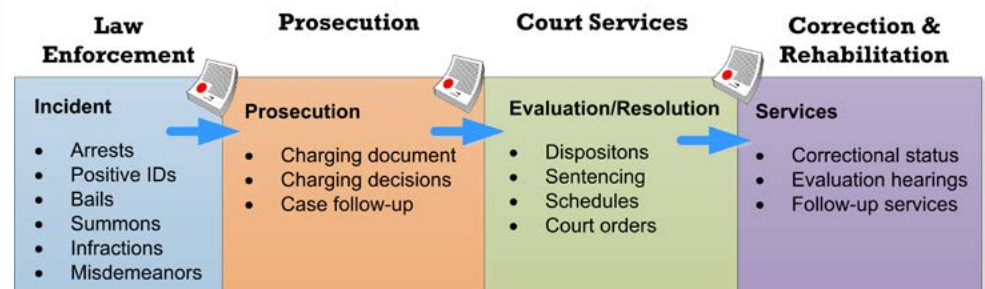 Law
Enforcement
Prosecution
Court Services
Correction &
Rehabilitation
Incident
• Arrests
• Positive IDs
• Bails
• Summons
• Infractions
• Misdemeanors
Prosecution
• Charging document
• Charging decisions
• Case follow-up
Evaluation/Resolution
• Dispositons
• Sentencing
• Schedules
• Court orders
Services
• Correctional status
• Evaluation hearings
• Follow-up services